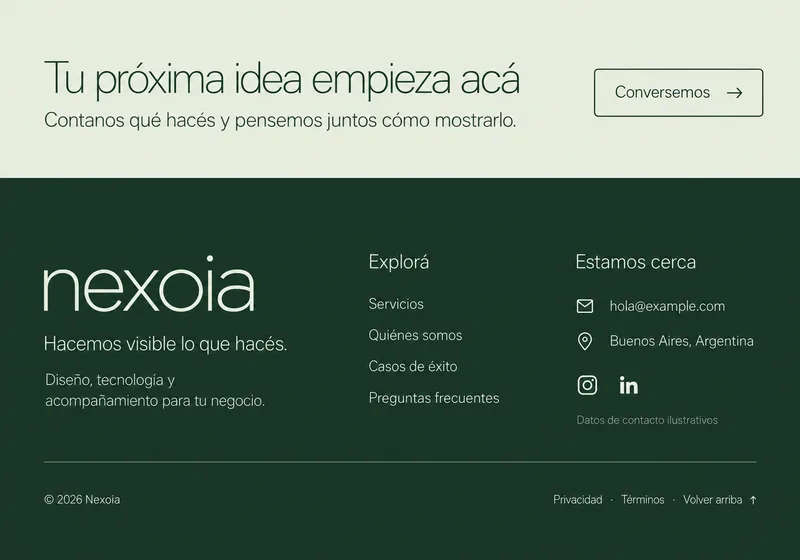 Tu próxima idea empieza acá
Contanos qué hacés y pensemos juntos cómo mostrarlo.
Conversemos →
nexoia
Hacemos visible lo que hacés.
Diseño, tecnología y
acompañamiento para tu negocio.
Explorá
Servicios
Quiénes somos
Casos de éxito
Preguntas frecuentes
Estamos cerca
hola@example.com
Buenos Aires, Argentina
in
Datos de contacto ilustrativos
© 2026 Nexoia
Privacidad · Términos · Volver arriba ↑